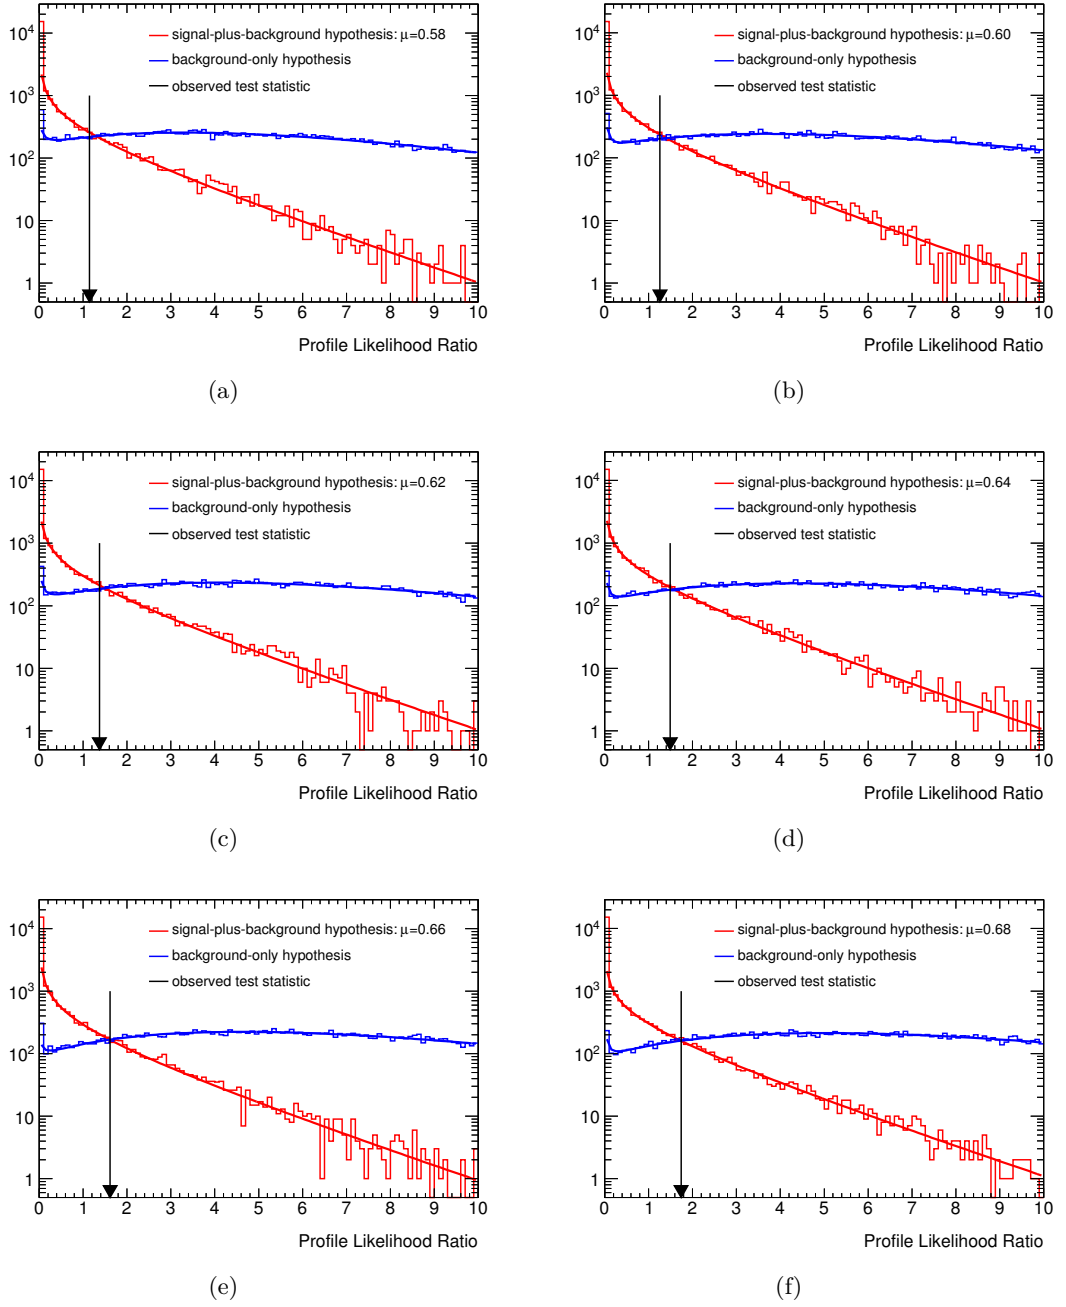 10⁴
10³
10²
10
1
signal-plus-background hypothesis: μ=0.58
background-only hypothesis
observed test statistic
0 1 2 3 4 5 6 7 8 9 10
Profile Likelihood Ratio
(a)
10⁴
10³
10²
10
1
signal-plus-background hypothesis: μ=0.60
background-only hypothesis
observed test statistic
0 1 2 3 4 5 6 7 8 9 10
Profile Likelihood Ratio
(b)
10⁴
10³
10²
10
1
signal-plus-background hypothesis: μ=0.62
background-only hypothesis
observed test statistic
0 1 2 3 4 5 6 7 8 9 10
Profile Likelihood Ratio
(c)
10⁴
10³
10²
10
1
signal-plus-background hypothesis: μ=0.64
background-only hypothesis
observed test statistic
0 1 2 3 4 5 6 7 8 9 10
Profile Likelihood Ratio
(d)
10⁴
10³
10²
10
1
signal-plus-background hypothesis: μ=0.66
background-only hypothesis
observed test statistic
0 1 2 3 4 5 6 7 8 9 10
Profile Likelihood Ratio
(e)
10⁴
10³
10²
10
1
signal-plus-background hypothesis: μ=0.68
background-only hypothesis
observed test statistic
0 1 2 3 4 5 6 7 8 9 10
Profile Likelihood Ratio
(f)